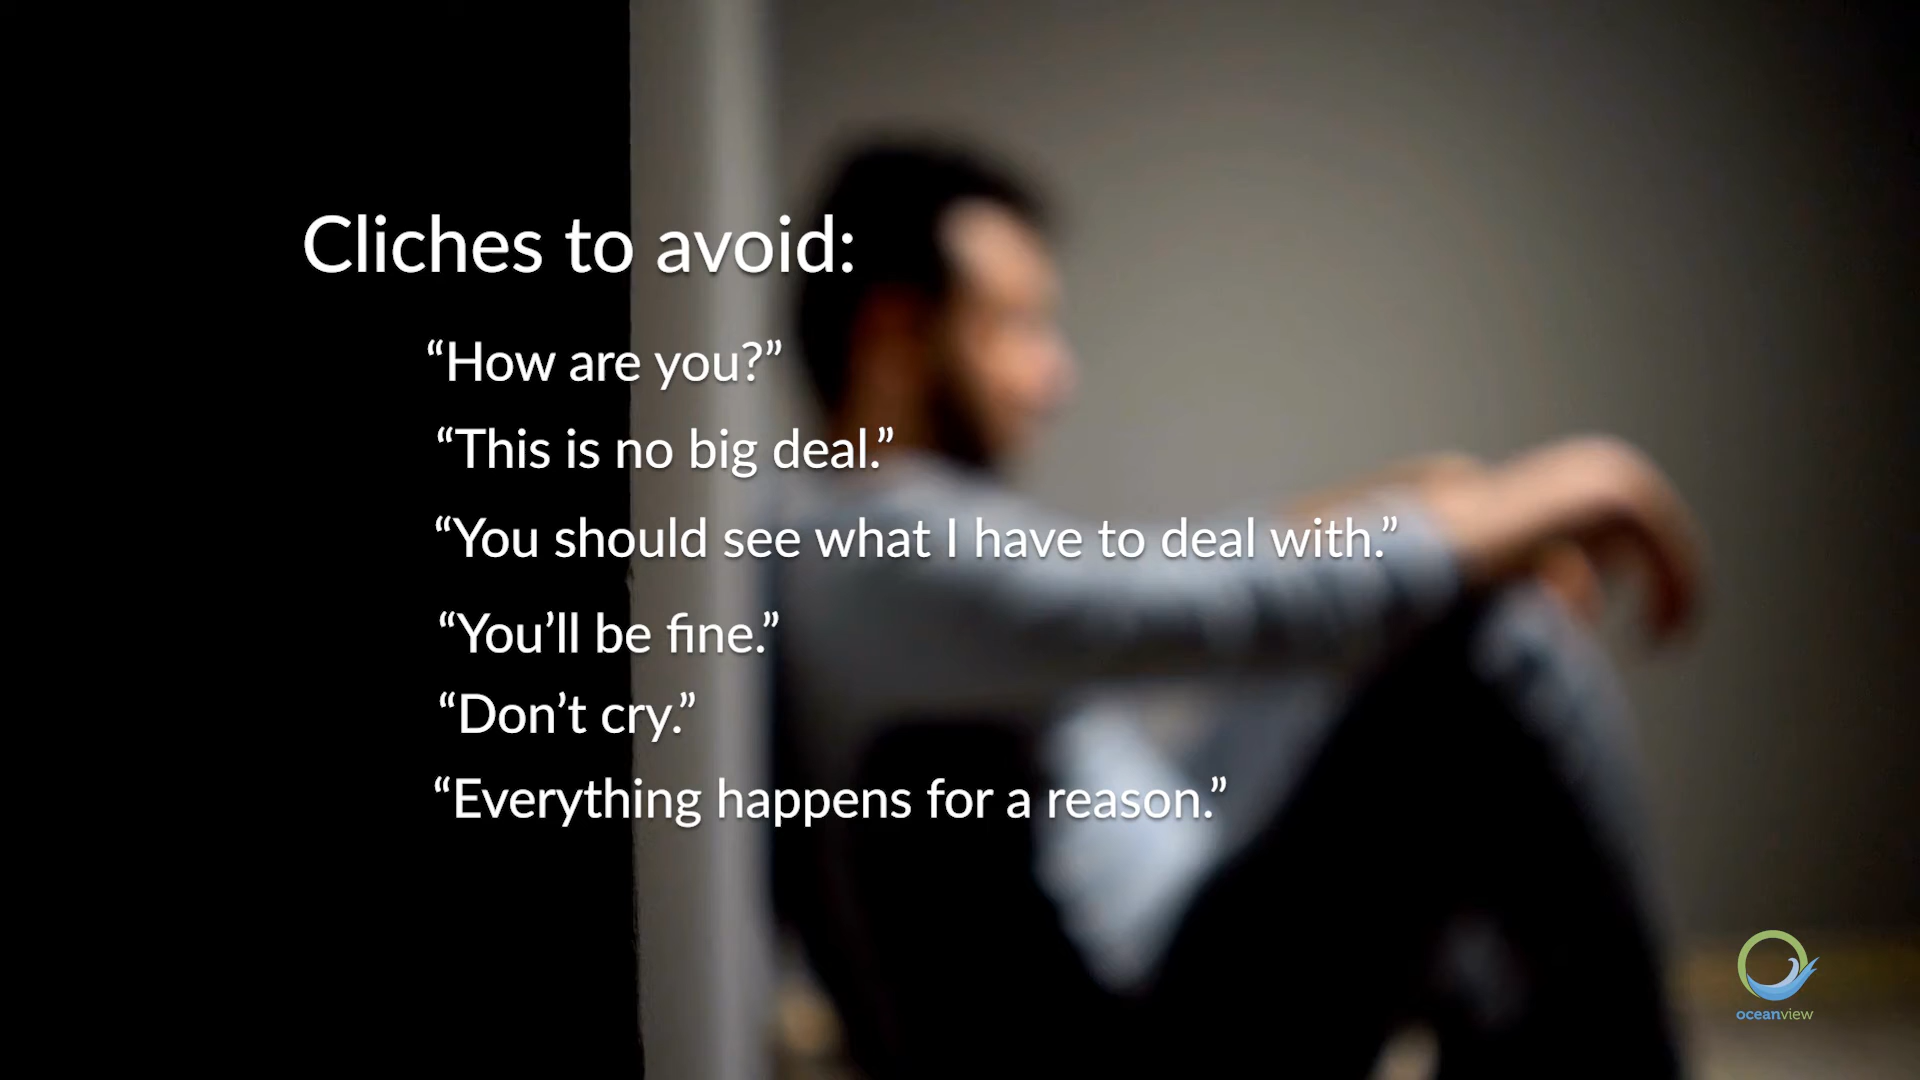 Cliches to avoid:
“How are you?”
“This is no big deal.”
“You should see what I have to deal with.”
“You’ll be fine.”
“Don’t cry.”
“Everything happens for a reason.”
oceanview